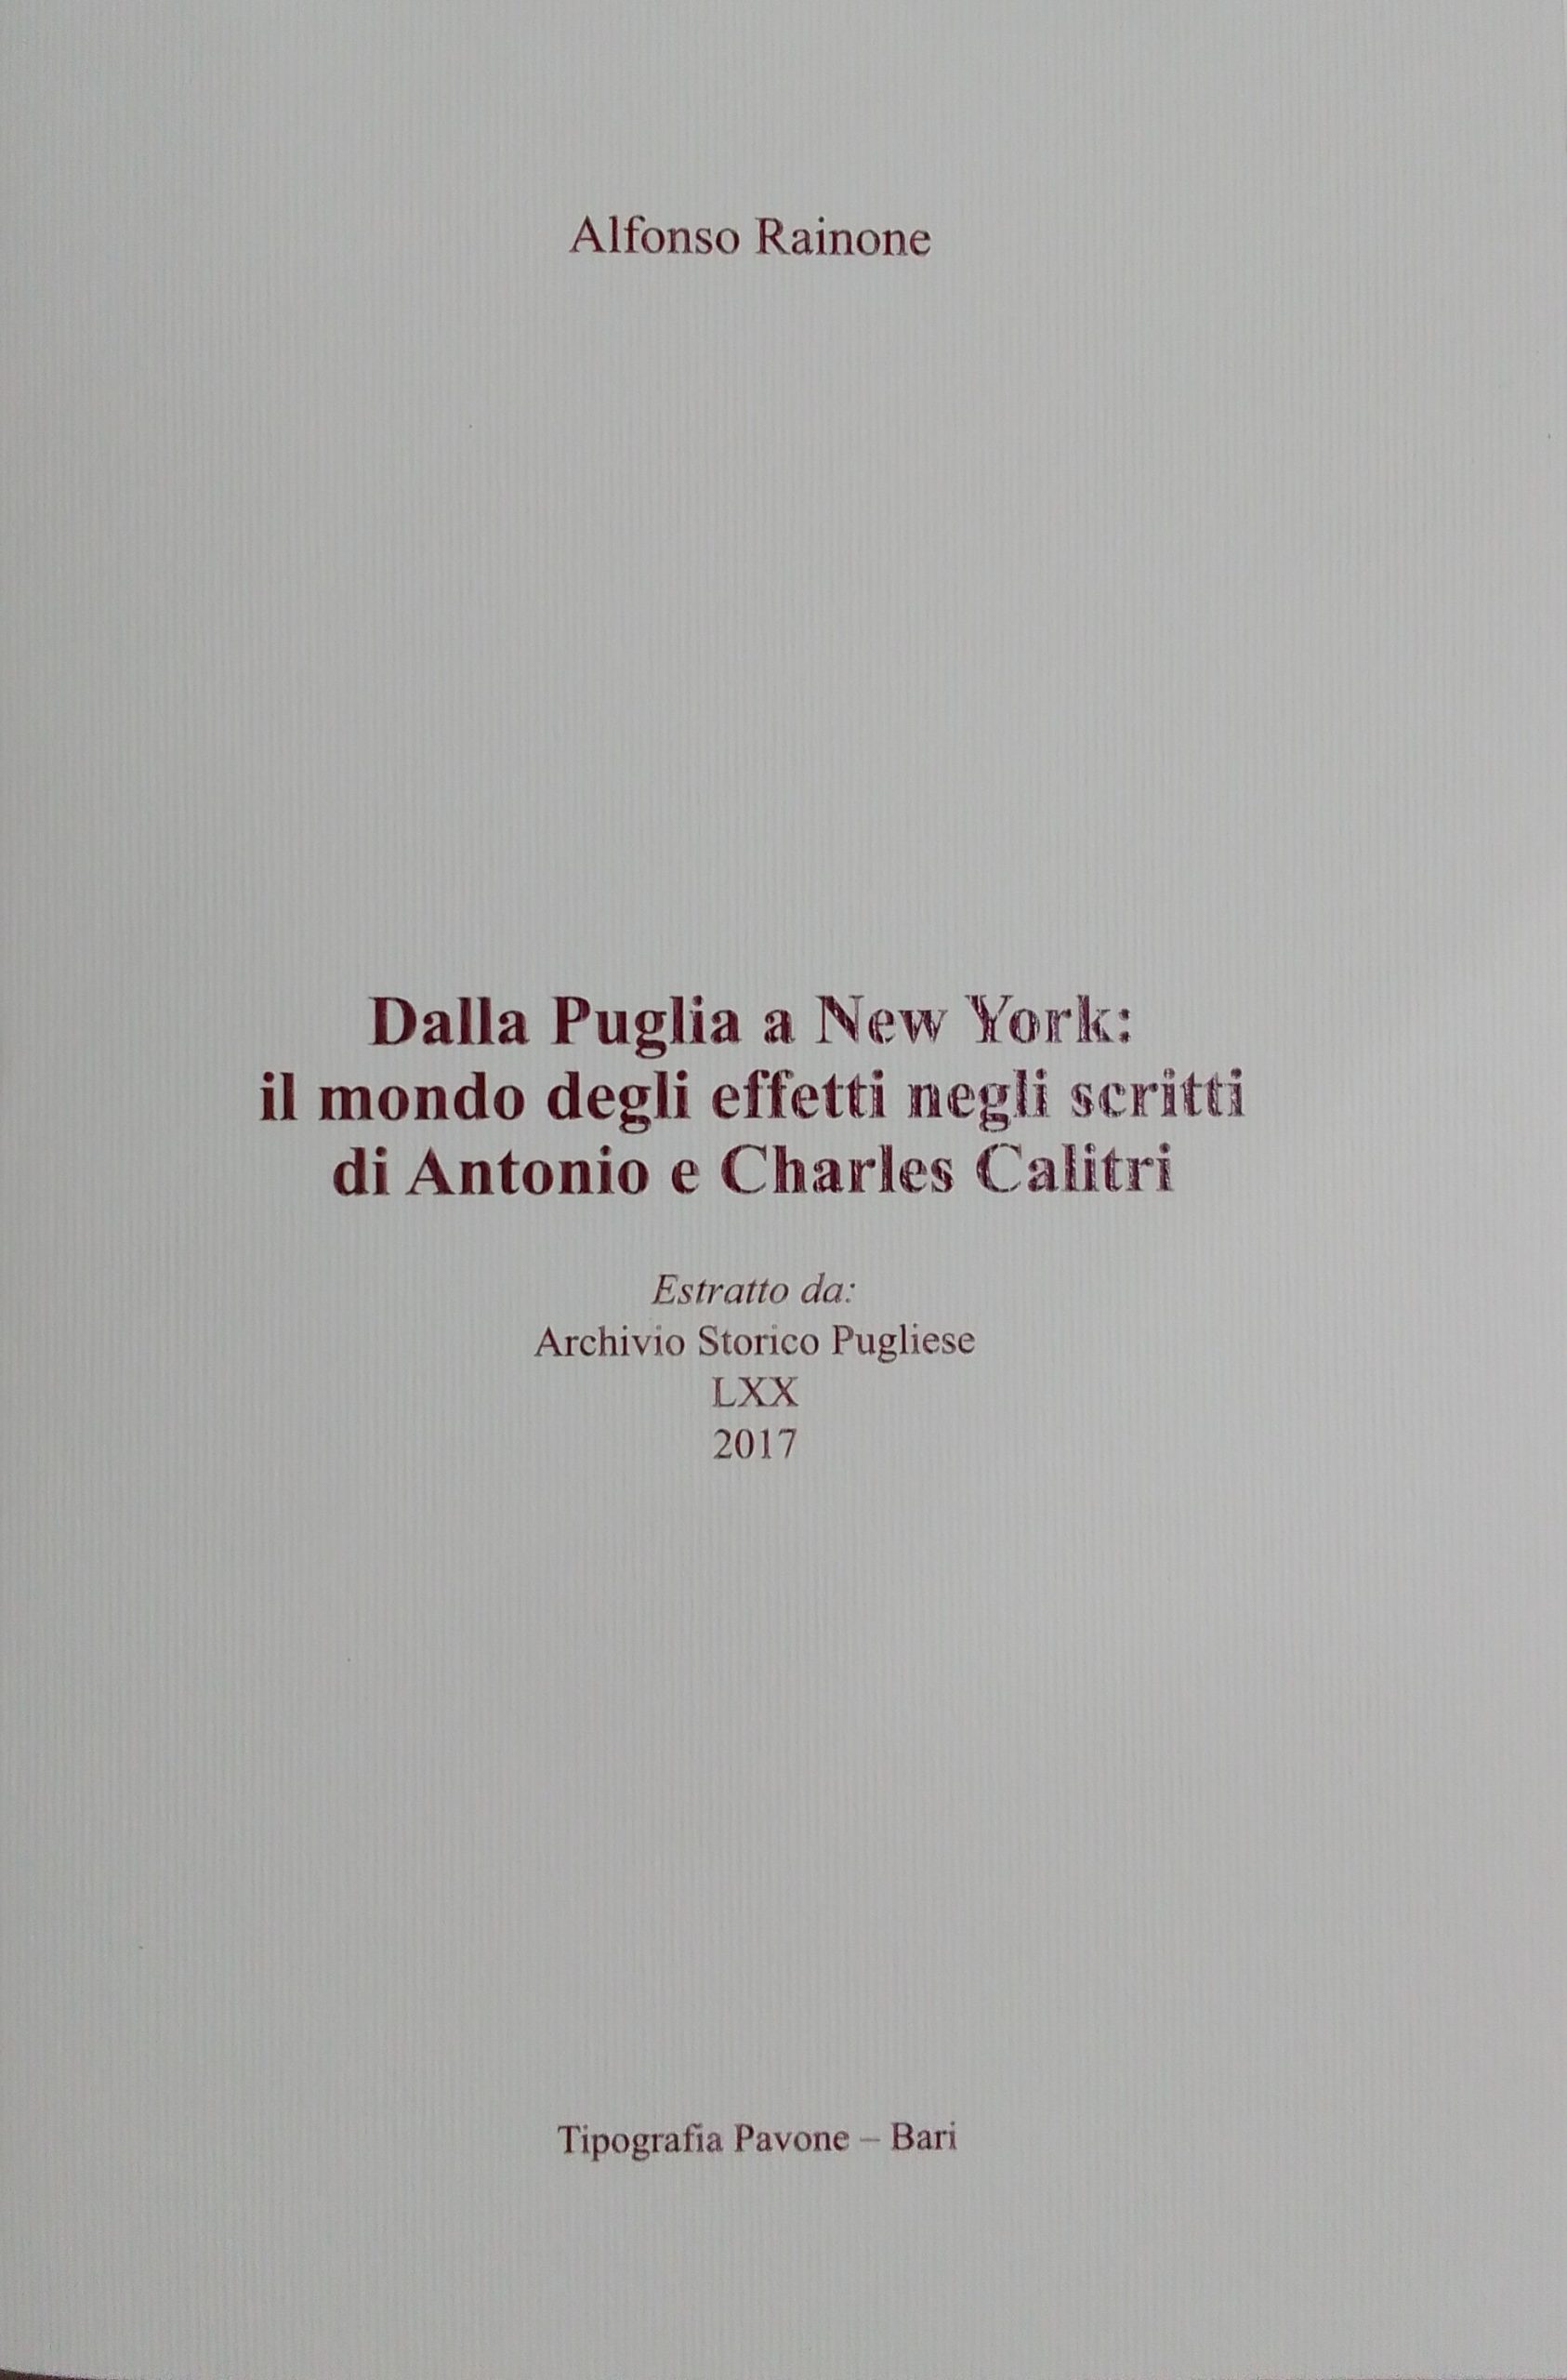 Alfonso Rainone
Dalla Puglia a New York:
il mondo degli effetti negli scritti
di Antonio e Charles Calitri
Estratto da:
Archivio Storico Pugliese
LXX
2017
Tipografia Pavone – Bari